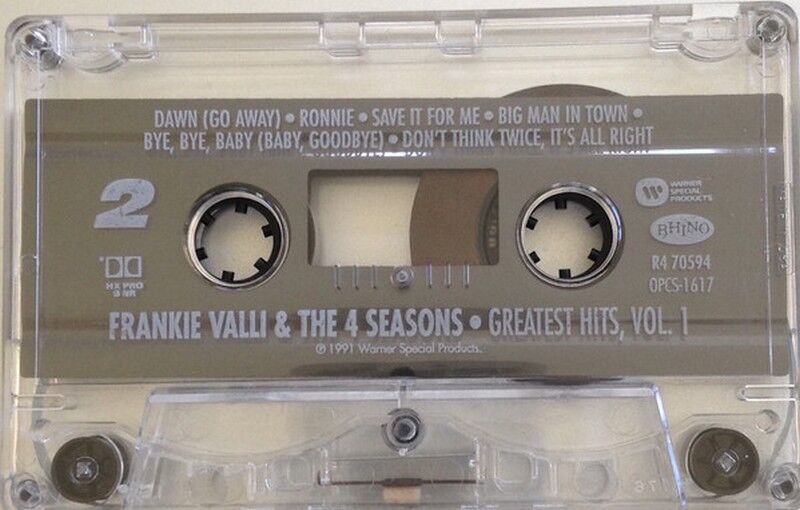 DAWN (GO AWAY) • RONNIE • SAVE IT FOR ME • BIG MAN IN TOWN •
BYE, BYE, BABY (BABY, GOODBYE) • DON'T THINK TWICE, IT'S ALL RIGHT
2
WARNER
SPECIAL
PRODUCTS
RHINO
HX PRO
B NR
R4 70594
OPCS-1617
FRANKIE VALLI & THE 4 SEASONS • GREATEST HITS, VOL. 1
℗ 1991 Warner Special Products.